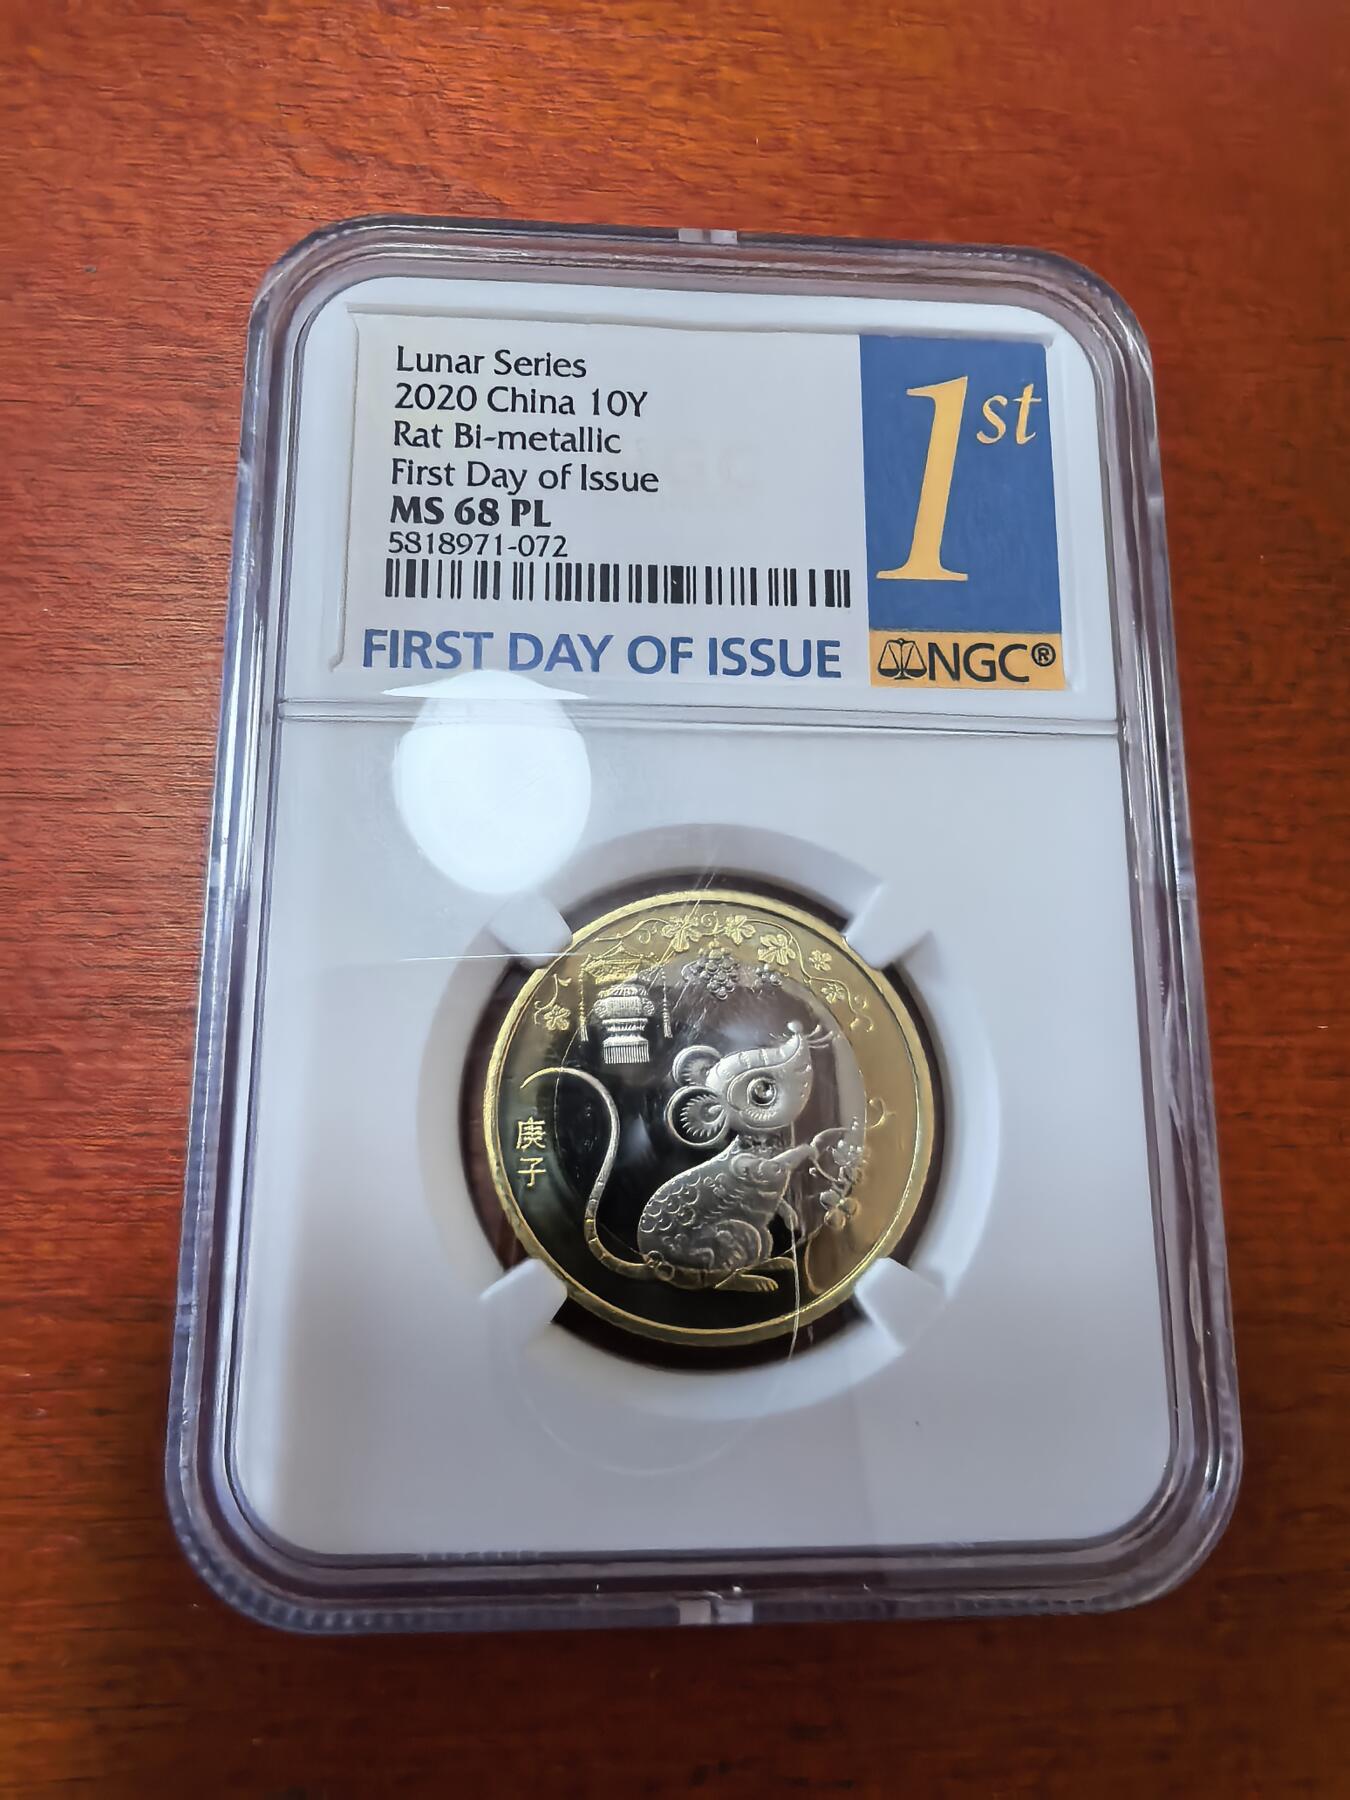 Lunar Series
2020 China 10Y
Rat Bi-metallic
First Day of Issue
MS 68 PL
5818971-072
FIRST DAY OF ISSUE
1st
NGC®
庚子